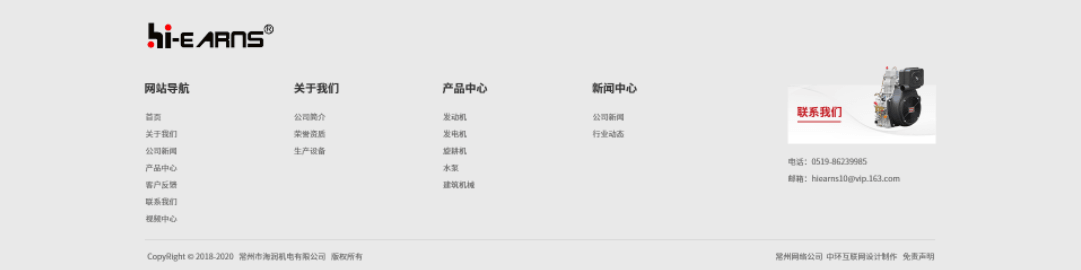 hi-EARNS®
网站导航
首页
关于我们
公司新闻
产品中心
客户反馈
联系我们
视频中心
关于我们
公司简介
荣誉资质
生产设备
产品中心
发动机
发电机
旋耕机
水泵
建筑机械
新闻中心
公司新闻
行业动态
联系我们
电话：0519-86239985
邮箱：hiearns10@vip.163.com
CopyRight © 2018-2020 常州市海润机电有限公司 版权所有
常州网络公司 中环互联网设计制作 免责声明